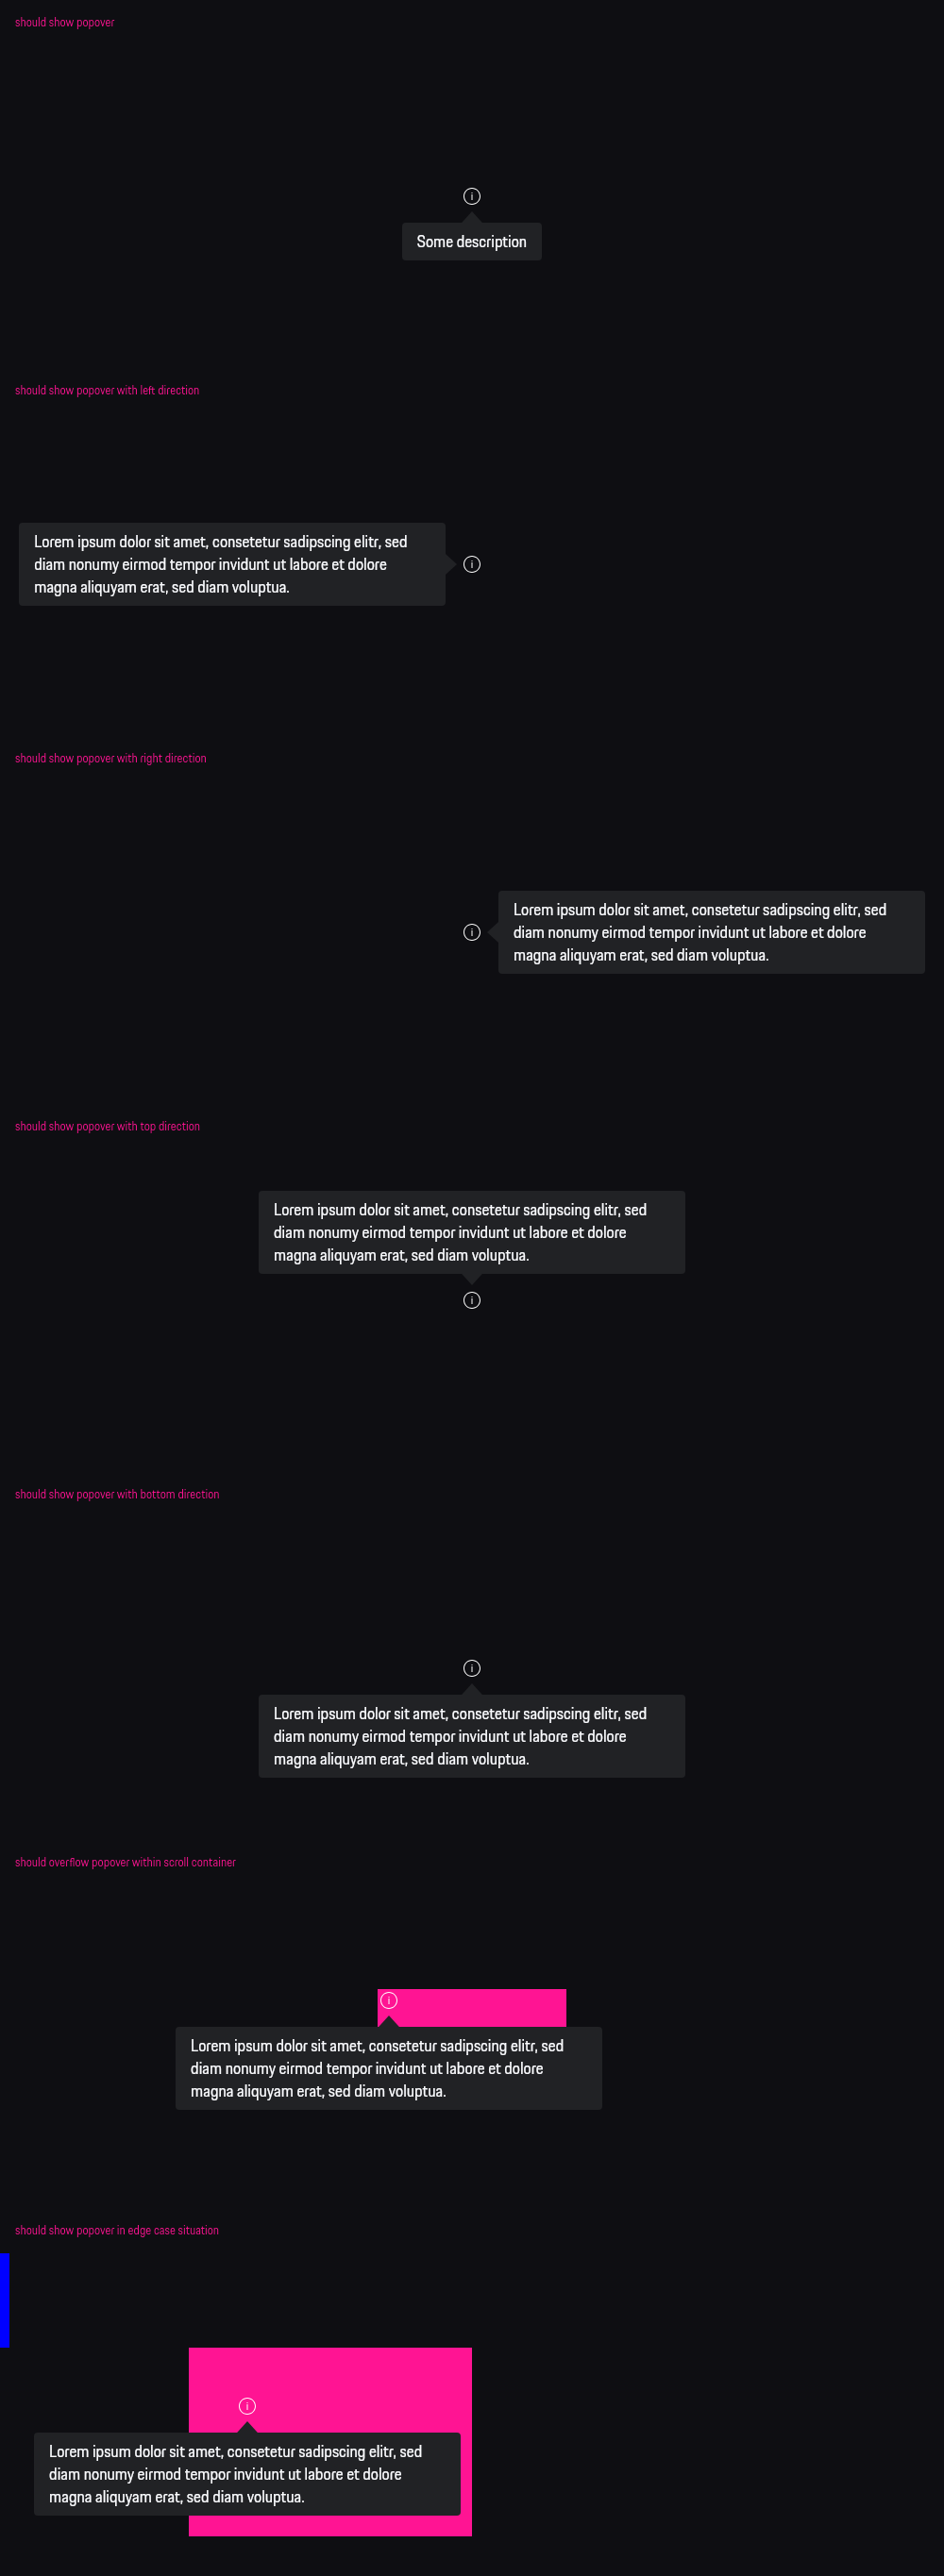 should show popover
i
Some description
should show popover with left direction
Lorem ipsum dolor sit amet, consetetur sadipscing elitr, sed
diam nonumy eirmod tempor invidunt ut labore et dolore
magna aliquyam erat, sed diam voluptua.
i
should show popover with right direction
i
Lorem ipsum dolor sit amet, consetetur sadipscing elitr, sed
diam nonumy eirmod tempor invidunt ut labore et dolore
magna aliquyam erat, sed diam voluptua.
should show popover with top direction
Lorem ipsum dolor sit amet, consetetur sadipscing elitr, sed
diam nonumy eirmod tempor invidunt ut labore et dolore
magna aliquyam erat, sed diam voluptua.
i
should show popover with bottom direction
i
Lorem ipsum dolor sit amet, consetetur sadipscing elitr, sed
diam nonumy eirmod tempor invidunt ut labore et dolore
magna aliquyam erat, sed diam voluptua.
should overflow popover within scroll container
i
Lorem ipsum dolor sit amet, consetetur sadipscing elitr, sed
diam nonumy eirmod tempor invidunt ut labore et dolore
magna aliquyam erat, sed diam voluptua.
should show popover in edge case situation
i
Lorem ipsum dolor sit amet, consetetur sadipscing elitr, sed
diam nonumy eirmod tempor invidunt ut labore et dolore
magna aliquyam erat, sed diam voluptua.